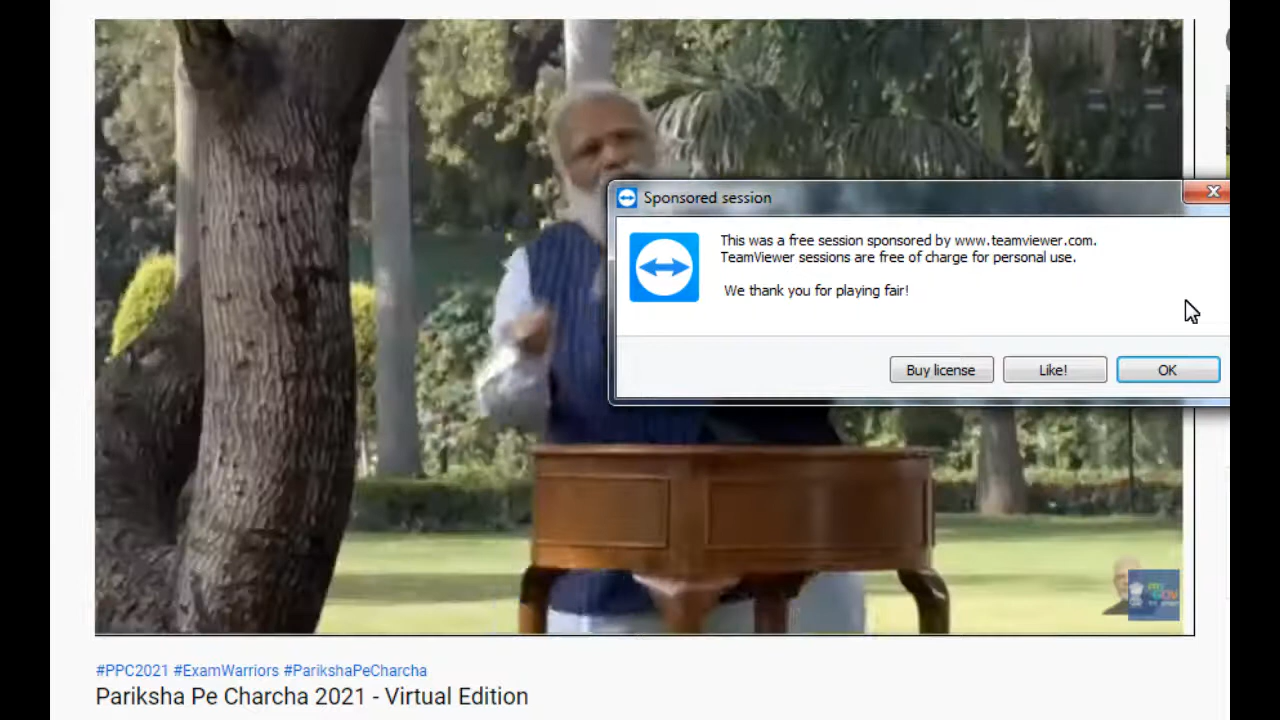 Sponsored session
This was a free session sponsored by www.teamviewer.com.
TeamViewer sessions are free of charge for personal use.
We thank you for playing fair!
Buy license
Like!
OK
#PPC2021 #ExamWarriors #ParikshaPeCharcha
Pariksha Pe Charcha 2021 - Virtual Edition